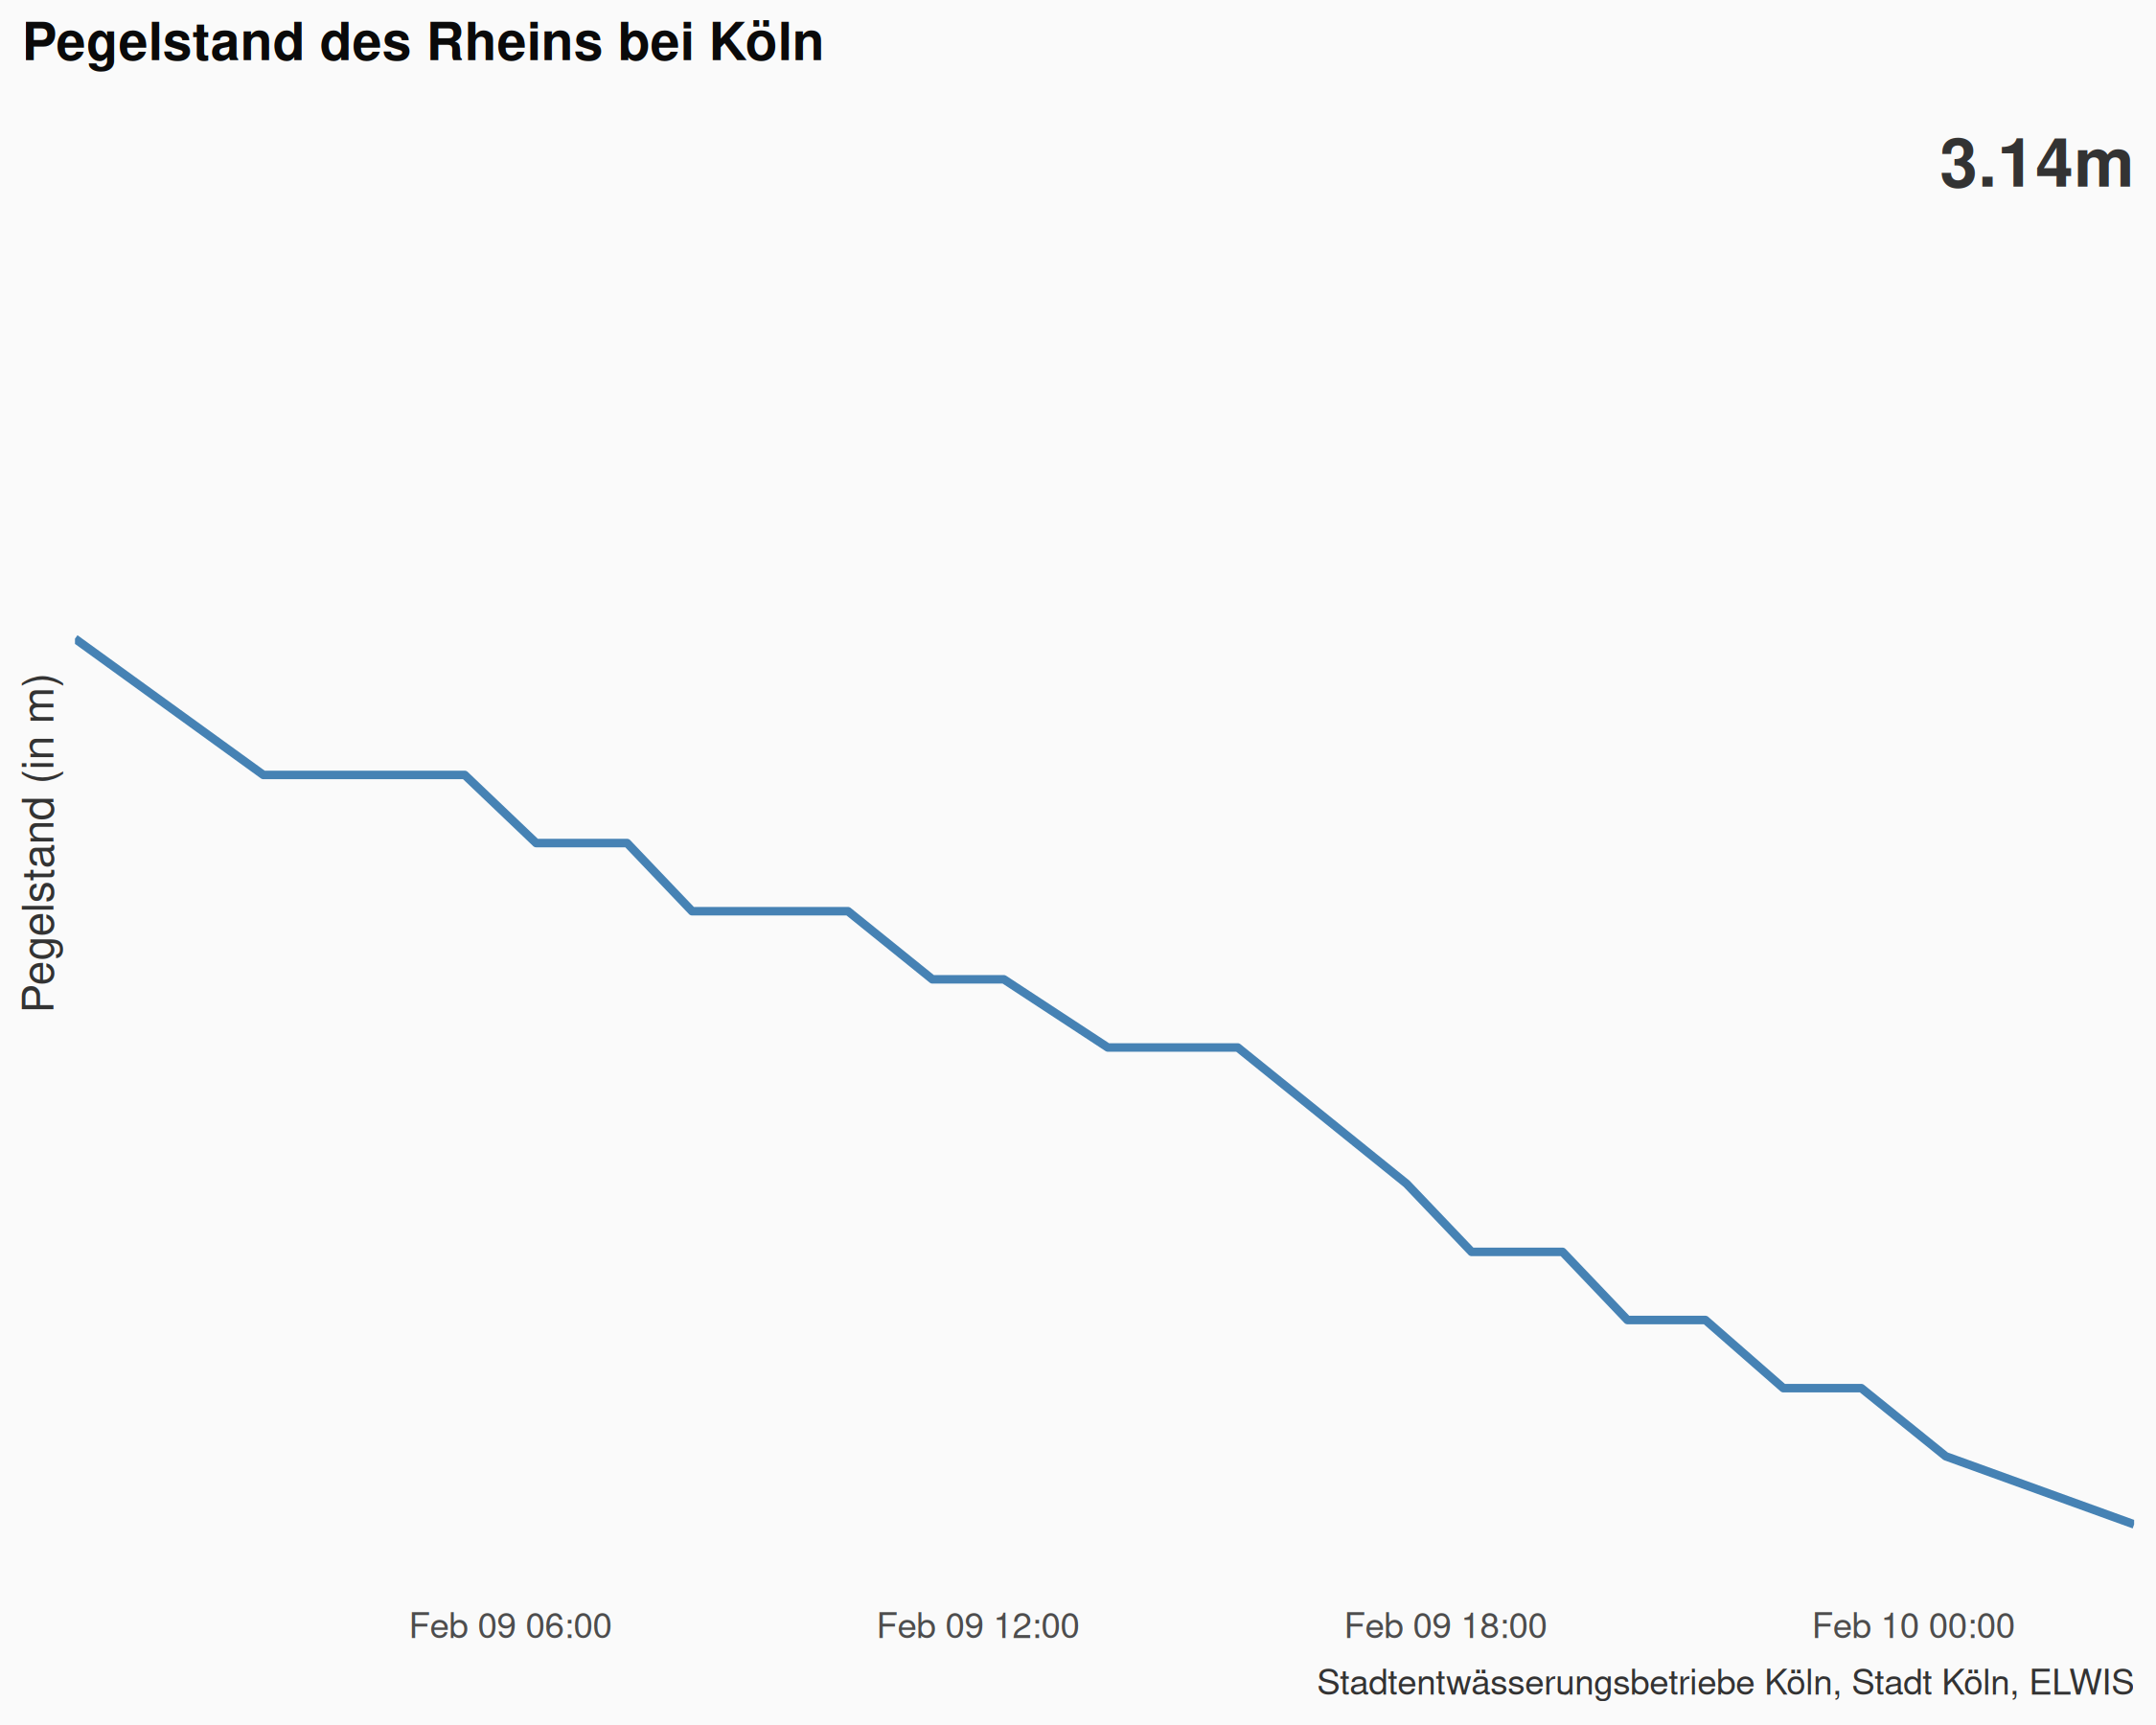 Pegelstand des Rheins bei Köln
3.14m
Pegelstand (in m)
Feb 09 06:00
Feb 09 12:00
Feb 09 18:00
Feb 10 00:00
Stadtentwässerungsbetriebe Köln, Stadt Köln, ELWIS